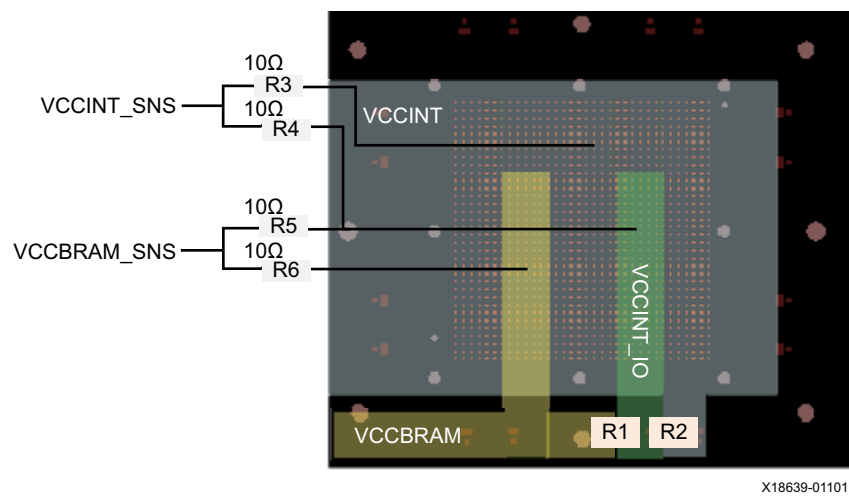 10Ω
R3
VCCINT_SNS
10Ω
R4
VCCINT
10Ω
R5
VCCBRAM_SNS
10Ω
R6
VCCINT_IO
VCCBRAM
R1
R2
X18639-01101